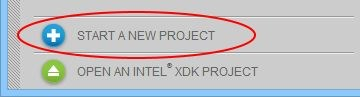 START A NEW PROJECT
OPEN AN INTEL® XDK PROJECT